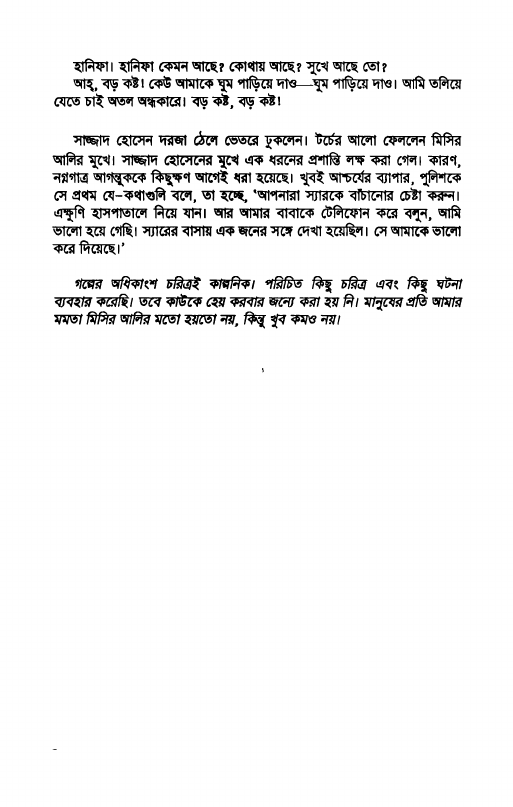 হানিফা। হানিফা কেমন আছে? কোথায় আছে? সুখে আছে তো?
আহ্, বড় কষ্ট! কেউ আমাকে ঘুম পাড়িয়ে দাও—ঘুম পাড়িয়ে দাও। আমি তলিয়ে
যেতে চাই অতল অন্ধকারে। বড় কষ্ট, বড় কষ্ট!
সাজ্জাদ হোসেন দরজা ঠেলে ভেতরে ঢুকলেন। টর্চের আলো ফেললেন মিসির
আলির মুখে। সাজ্জাদ হোসেনের মুখে এক ধরনের প্রশান্তি লক্ষ করা গেল। কারণ,
নগ্নগাত্র আগন্তুককে কিছুক্ষণ আগেই ধরা হয়েছে। খুবই আশ্চর্যের ব্যাপার, পুলিশকে
সে প্রথম যে-কথাগুলি বলে, তা হচ্ছে, ‘আপনারা স্যারকে বাঁচানোর চেষ্টা করুন।
এক্ষুণি হাসপাতালে নিয়ে যান। আর আমার বাবাকে টেলিফোন করে বলুন, আমি
ভালো হয়ে গেছি। স্যারের বাসায় এক জনের সঙ্গে দেখা হয়েছিল। সে আমাকে ভালো
করে দিয়েছে।’
গল্পের অধিকাংশ চরিত্রই কাল্পনিক। পরিচিত কিছু চরিত্র এবং কিছু ঘটনা
ব্যবহার করেছি। তবে কাউকে হেয় করবার জন্যে করা হয় নি। মানুষের প্রতি আমার
মমতা মিসির আলির মতো হয়তো নয়, কিন্তু খুব কমও নয়।